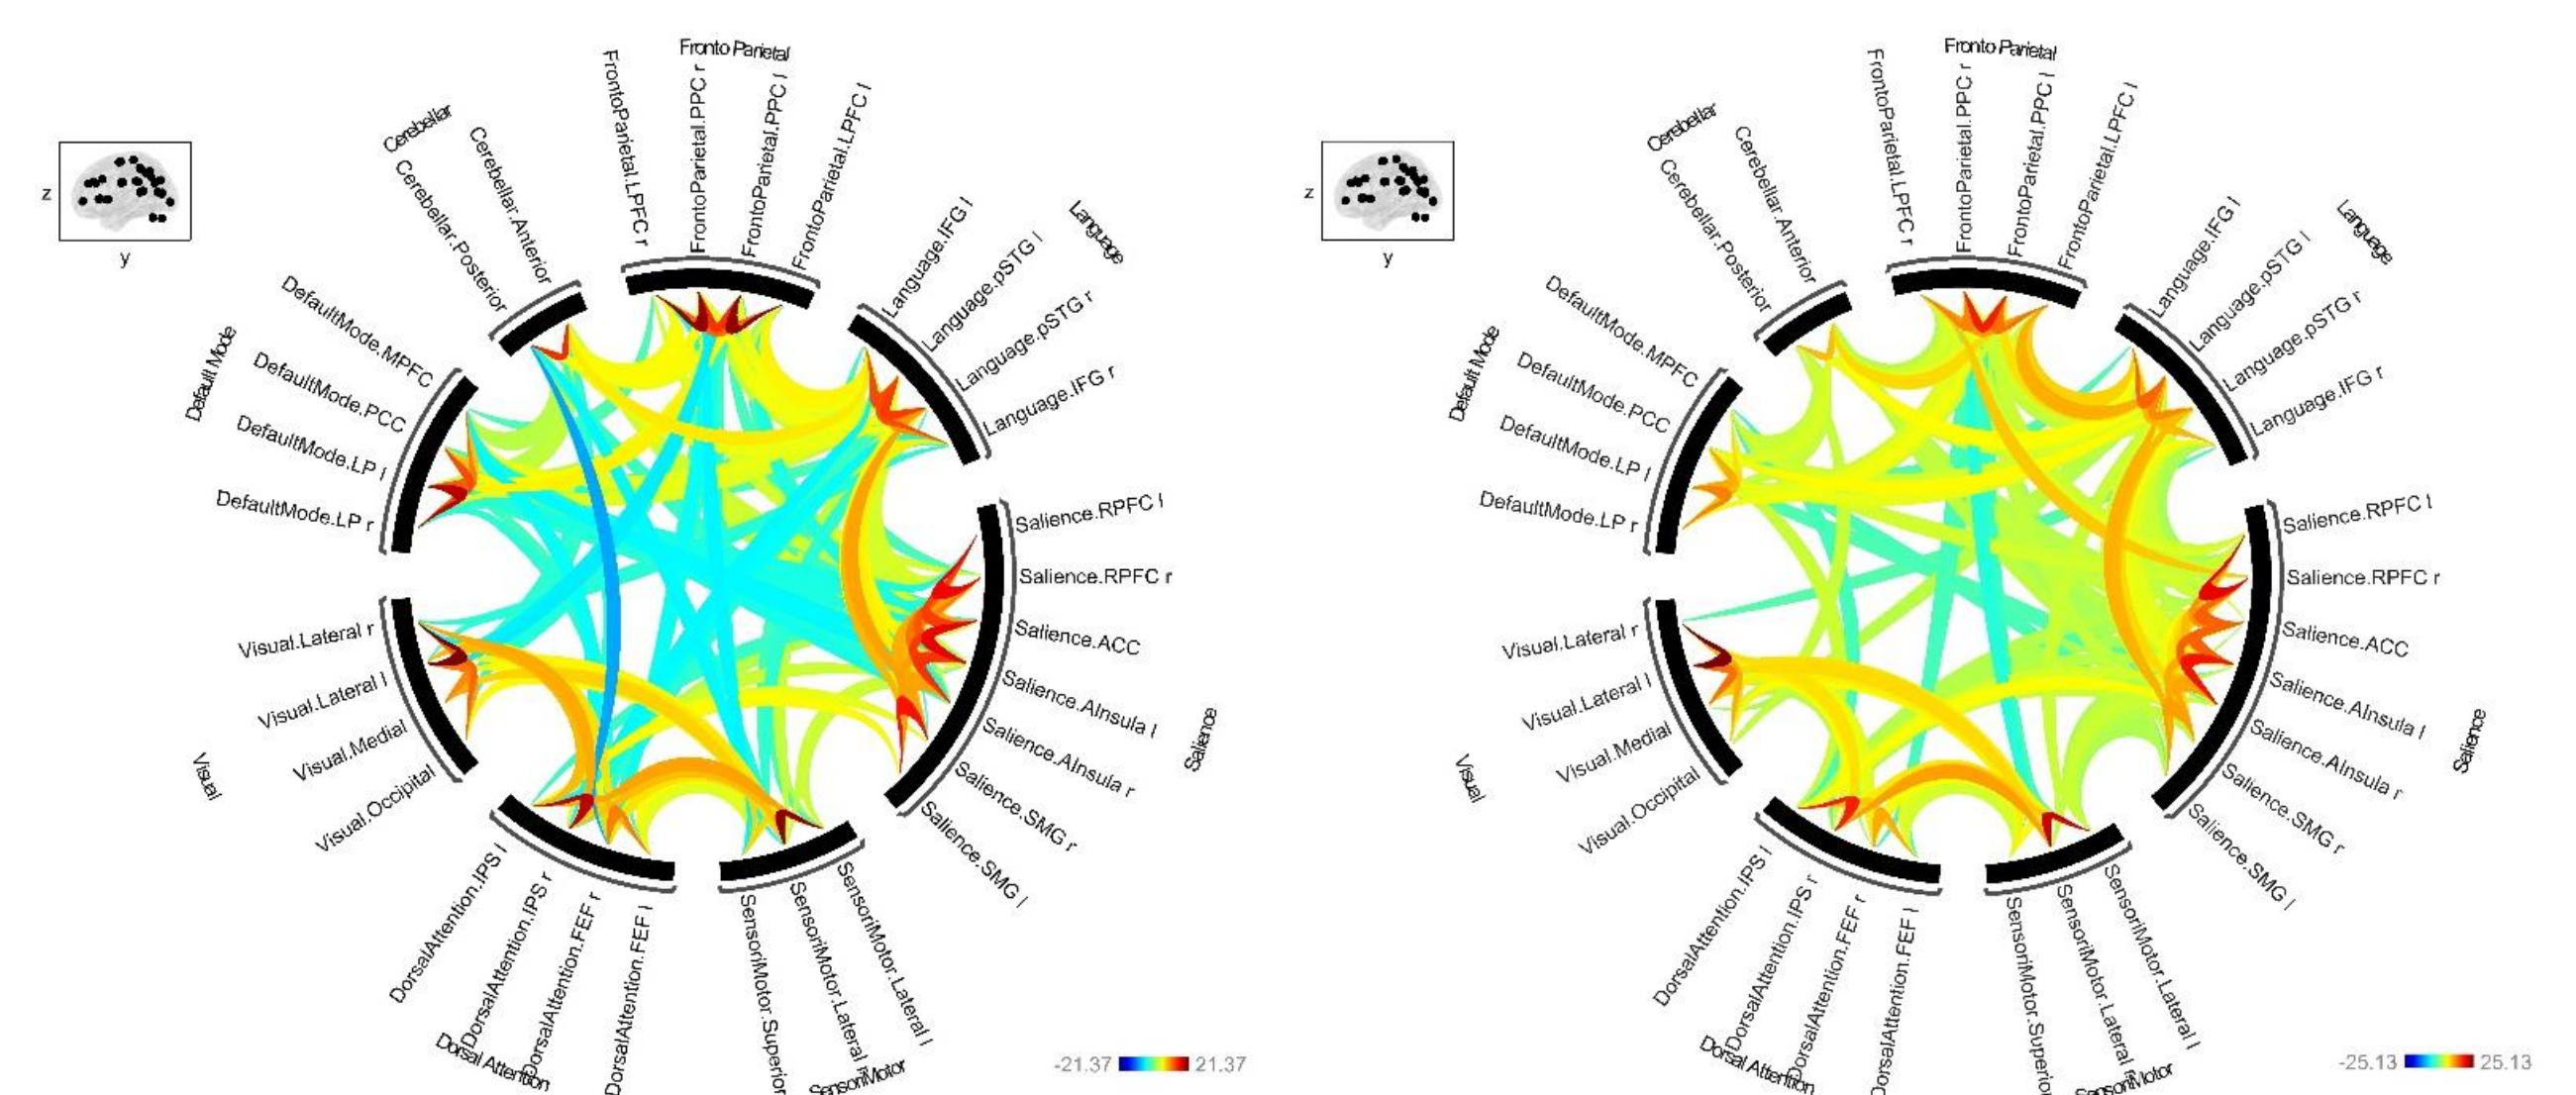 Fronto Parietal
FrontoParietal.LPFC r
FrontoParietal.PPC r
FrontoParietal.PPC l
FrontoParietal.LPFC l
Cerebellar
Cerebellar.Anterior
Cerebellar.Posterior
Language
Language.IFG l
Language.pSTG l
Language.pSTG r
Language.IFG r
z
y
Default Mode
DefaultMode.MPFC
DefaultMode.PCC
DefaultMode.LP l
DefaultMode.LP r
Salience.RPFC l
Salience.RPFC r
Salience.ACC
Salience.AInsula l
Salience.AInsula r
Salience.SMG r
Salience.SMG l
Salience
Visual.Lateral r
Visual.Lateral l
Visual.Medial
Visual.Occipital
Visual
DorsalAttention.IPS l
DorsalAttention.IPS r
DorsalAttention.FEF r
DorsalAttention.FEF l
Dorsal Attention
SensoriMotor.Superior
SensoriMotor.Lateral r
SensoriMotor.Lateral l
SensoriMotor
-21.37 21.37
Fronto Parietal
FrontoParietal.LPFC r
FrontoParietal.PPC r
FrontoParietal.PPC l
FrontoParietal.LPFC l
Cerebellar
Cerebellar.Anterior
Cerebellar.Posterior
Language
Language.IFG l
Language.pSTG l
Language.pSTG r
Language.IFG r
z
y
Default Mode
DefaultMode.MPFC
DefaultMode.PCC
DefaultMode.LP l
DefaultMode.LP r
Salience.RPFC l
Salience.RPFC r
Salience.ACC
Salience.AInsula l
Salience.AInsula r
Salience.SMG r
Salience.SMG l
Salience
Visual.Lateral r
Visual.Lateral l
Visual.Medial
Visual.Occipital
Visual
DorsalAttention.IPS l
DorsalAttention.IPS r
DorsalAttention.FEF r
DorsalAttention.FEF l
Dorsal Attention
SensoriMotor.Superior
SensoriMotor.Lateral r
SensoriMotor.Lateral l
SensoriMotor
-25.13 25.13